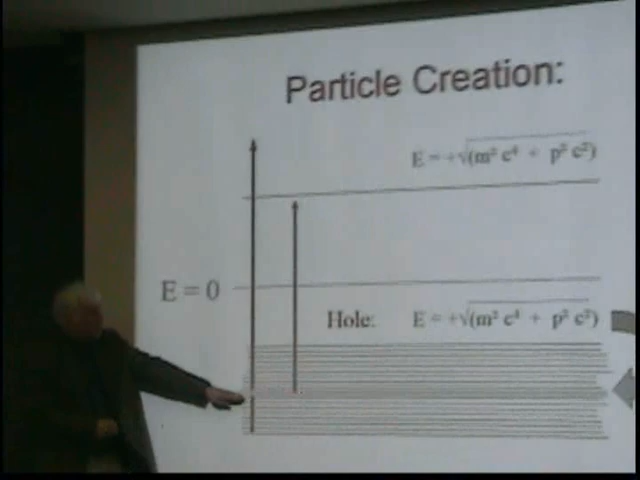 Particle Creation:
E = +√(m² c⁴ + p² c²)
E = 0
Hole: E = +√(m² c⁴ + p² c²)